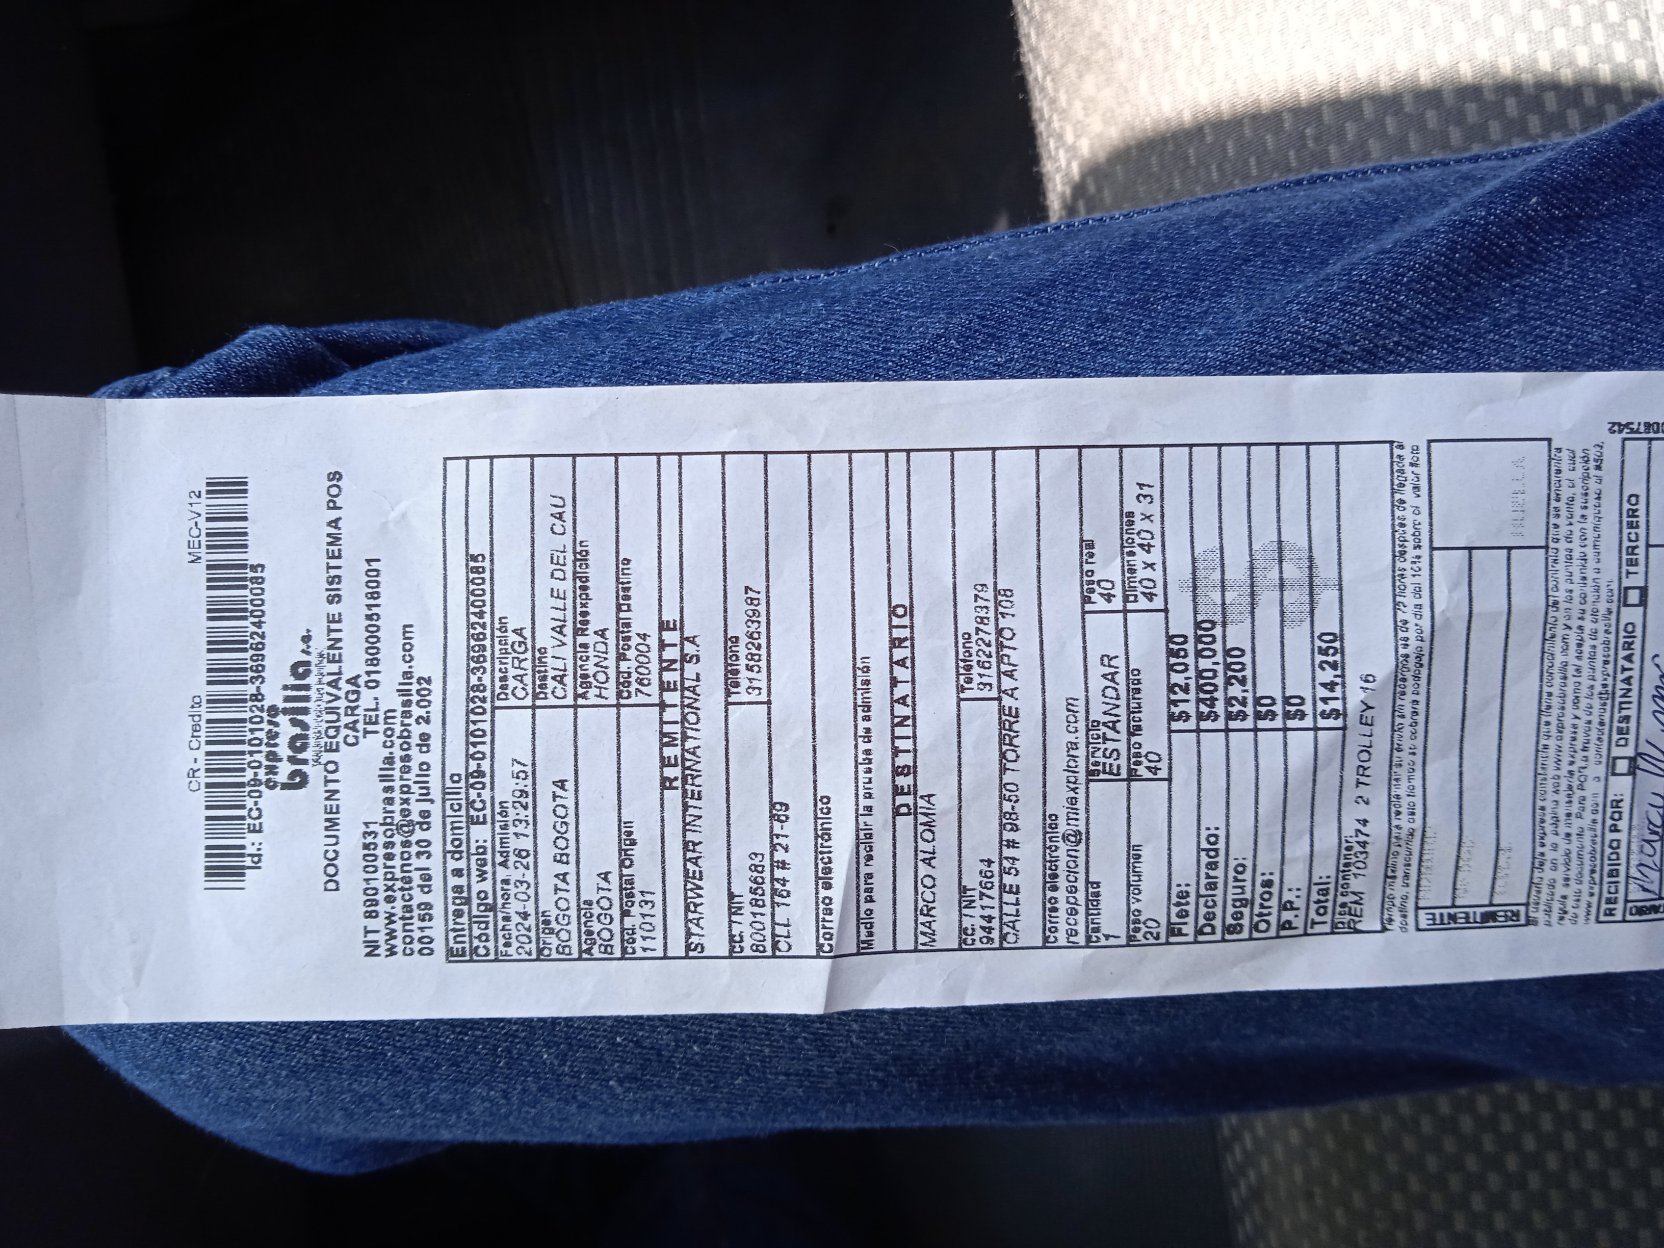 CR - Credito MEC-V12
Id.: EC-09-0101028-36962400085
expreso
brasilia s.a.
DOCUMENTO EQUIVALENTE SISTEMA POS
CARGA
NIT 890100531 TEL. 018000518001
www.expresobrasilia.com
contactenos@expresobrasilia.com
00159 del 30 de julio de 2.002
Entrega a domicilio
Código web: EC-09-0101028-36962400085
Fecha/hora. Admisión Descripción
2024-03-26 13:29:57 CARGA
Origen Destino
BOGOTA BOGOTA CALI VALLE DEL CAU
Agencia Agencia Reexpedición
BOGOTA HONDA
Cód. Postal Origen Cód. Postal Destino
110131 760004
REMITENTE
STARWEAR INTERNATIONAL S.A
CC. / NIT Teléfono
800185683 3158263987
CLL 164 # 21-69
Correo electrónico
Medio para recibir la prueba de admisión
DESTINATARIO
MARCO ALOMIA
CC. / NIT Teléfono
94417664 3162278379
CALLE 54 # 98-50 TORRE A APTO 108
Correo electrónico
recepcion@miexplora.com
Cantidad Servicio Peso real
1 ESTANDAR 40
Peso volumen Peso facturado Dimensiones
20 40 40 x 40 x 31
Flete: $12,050
Declarado: $400,000
Seguro: $2,200
Otros: $0
P.P.: $0
Total: $14,250
Dice contener:
REM 103474 2 TROLLEY 16
REMITENTE
HUELLA
RECIBIDO POR: DESTINATARIO TERCERO
0087542